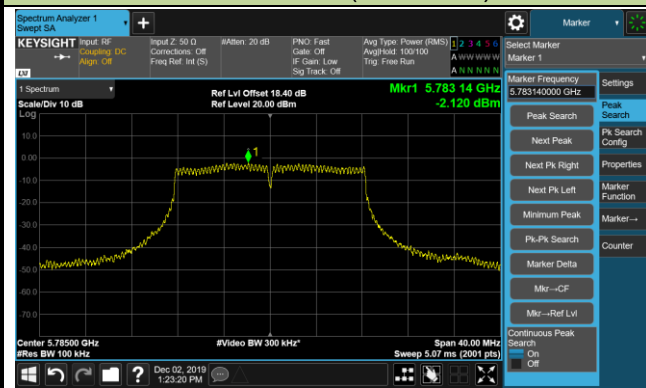 Spectrum Analyzer 1
Swept SA
Marker
KEYSIGHT
Input: RF
Coupling: DC
Align: Off
Input Z: 50 Ω
Corrections: Off
Freq Ref: Int (S)
#Atten: 20 dB
PNO: Fast
Gate: Off
IF Gain: Low
Sig Track: Off
Avg Type: Power (RMS)
Avg|Hold: 100/100
Trig: Free Run
1 2 3 4 5 6
A W W W W W
A N N N N N
LXI
Select Marker
Marker 1
1 Spectrum
Scale/Div 10 dB
Log
Ref Lvl Offset 18.40 dB
Ref Level 20.00 dBm
Mkr1 5.783 14 GHz
-2.120 dBm
10.0
0.00
-10.0
-20.0
-30.0
-40.0
-50.0
-60.0
-70.0
1
Center 5.78500 GHz
#Res BW 100 kHz
#Video BW 300 kHz*
Span 40.00 MHz
Sweep 5.07 ms (2001 pts)
Marker Frequency
5.783140000 GHz
Peak Search
Next Peak
Next Pk Right
Next Pk Left
Minimum Peak
Pk-Pk Search
Marker Delta
Mkr→CF
Mkr→Ref Lvl
Continuous Peak
Search
On
Off
Settings
Peak
Search
Pk Search
Config
Properties
Marker
Function
Marker→
Counter
Dec 02, 2019
1:23:20 PM